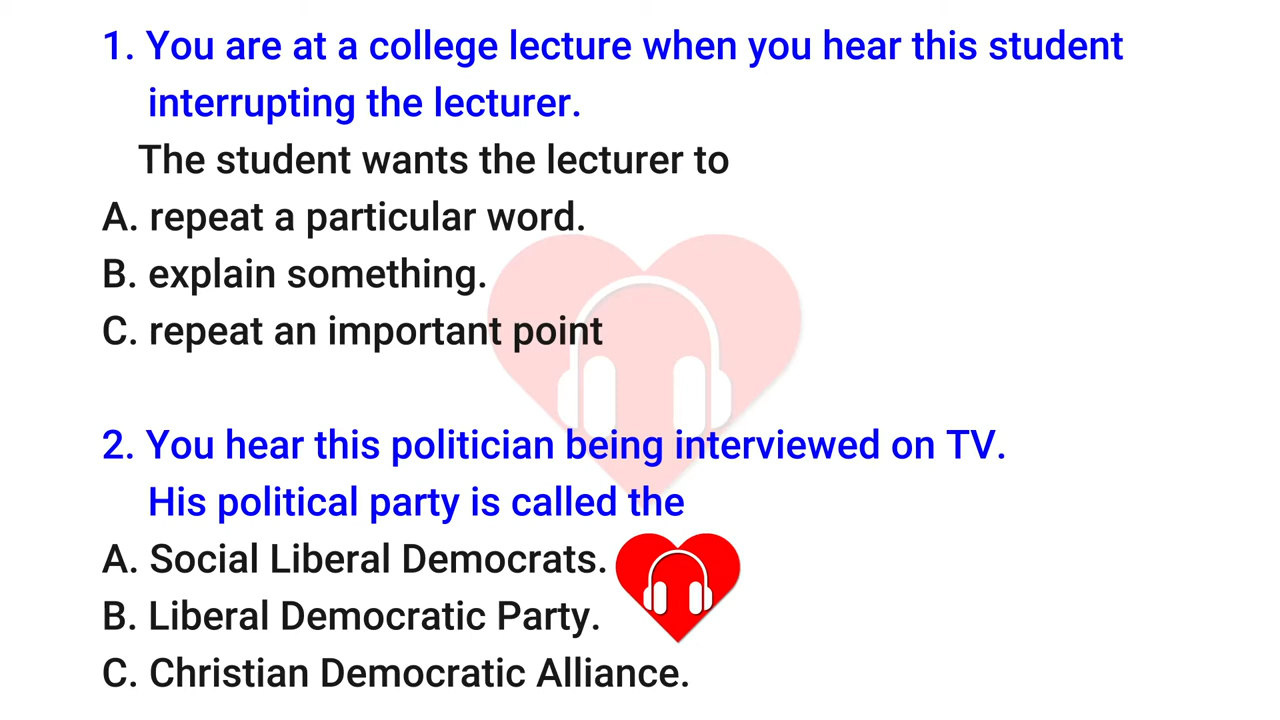 1. You are at a college lecture when you hear this student
interrupting the lecturer.
The student wants the lecturer to
A. repeat a particular word.
B. explain something.
C. repeat an important point
2. You hear this politician being interviewed on TV.
His political party is called the
A. Social Liberal Democrats.
B. Liberal Democratic Party.
C. Christian Democratic Alliance.